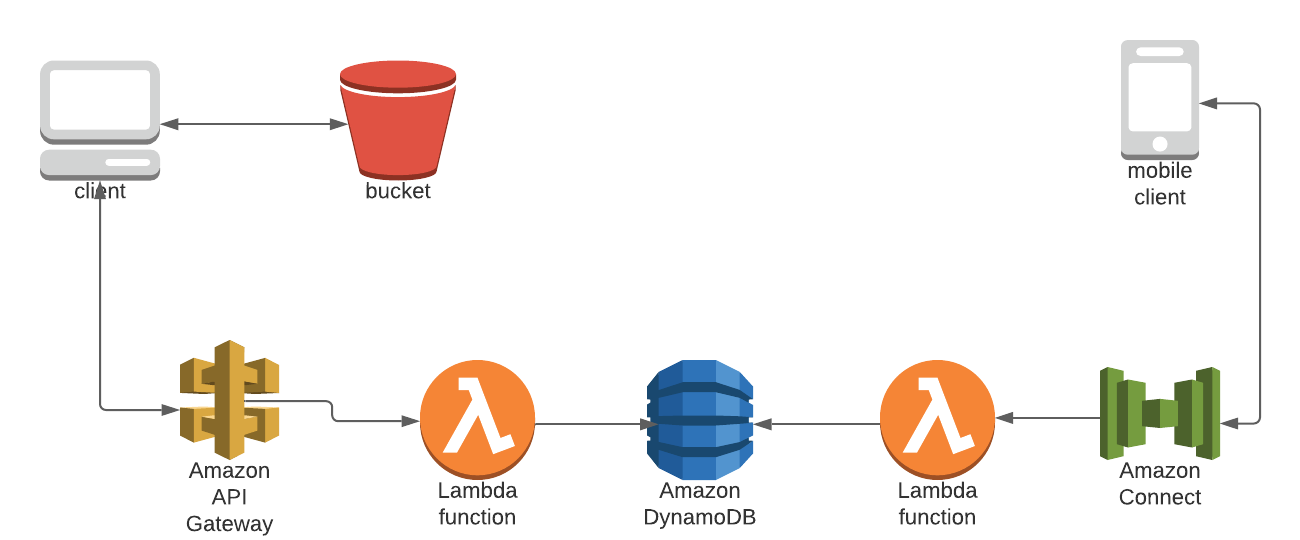 client
bucket
mobile
client
Amazon
API
Gateway
Lambda
function
Amazon
DynamoDB
Lambda
function
Amazon
Connect